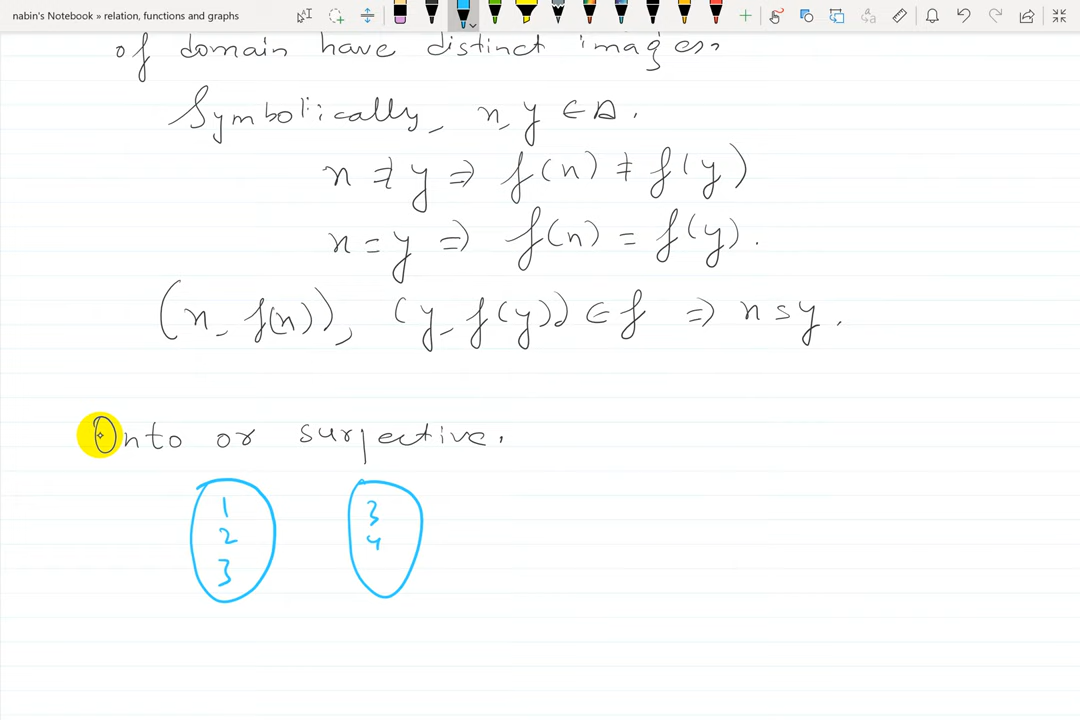 nabin's Notebook » relation, functions and graphs
of domain have distinct images.
Symbolically, x, y ∈ A.
x ≠ y ⇒ f(x) ≠ f(y)
x = y ⇒ f(x) = f(y).
(x, f(x)), (y, f(y)) ∈ f ⇒ x = y.
Onto or surjective.
1 3
2 4
3